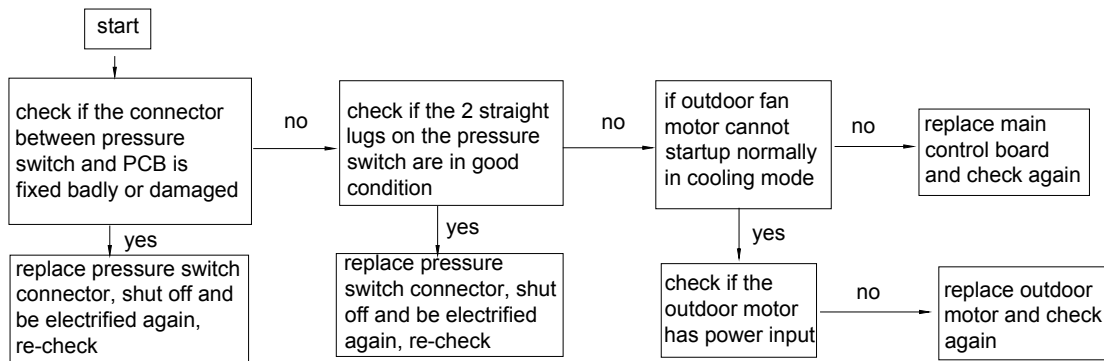 start
check if the connector
between pressure
switch and PCB is
fixed badly or damaged
no
check if the 2 straight
lugs on the pressure
switch are in good
condition
no
if outdoor fan
motor cannot
startup normally
in cooling mode
no
replace main
control board
and check again
yes
replace pressure switch
connector, shut off and
be electrified again,
re-check
yes
replace pressure
switch connector, shut
off and be electrified
again, re-check
yes
check if the
outdoor motor
has power input
no
replace outdoor
motor and check
again